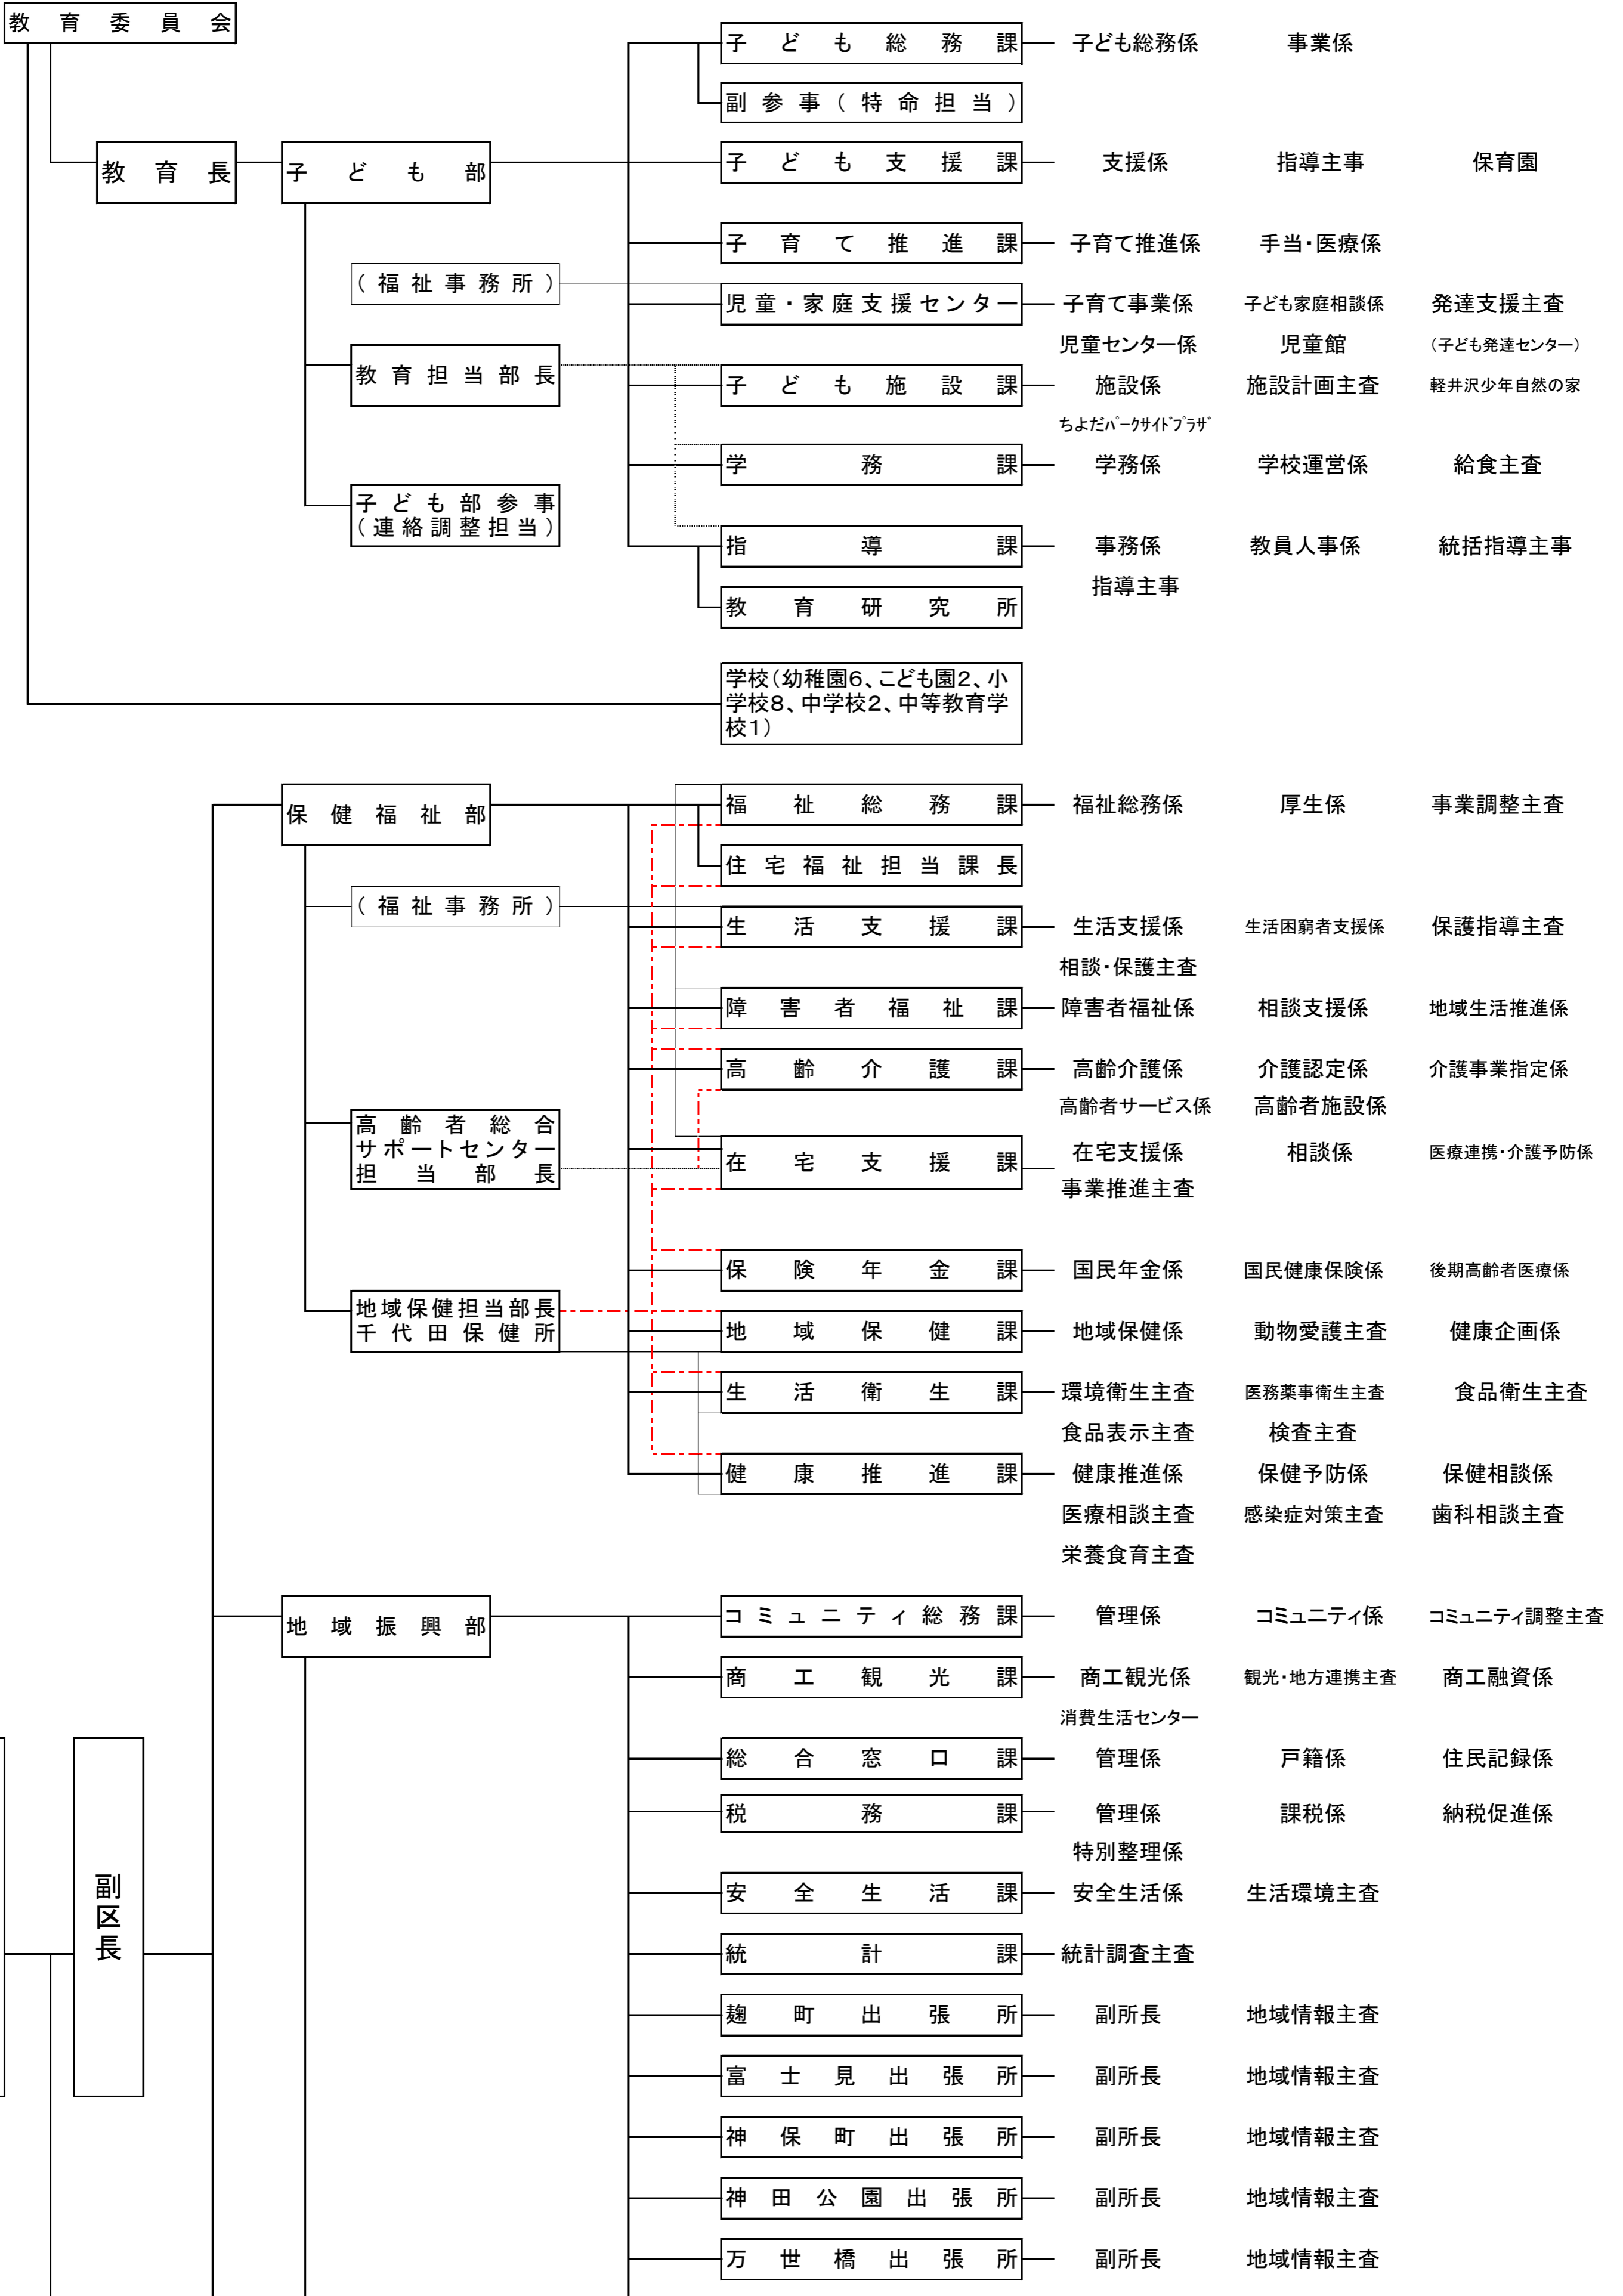 教育委員会
子ども総務課 子ども総務係 事業係
副参事(特命担当)
教育長 子ども部 子ども支援課 支援係 指導主事 保育園
子育て推進課 子育て推進係 手当・医療係
(福祉事務所)
児童・家庭支援センター 子育て事業係 子ども家庭相談係 発達支援主査
児童センター係 児童館 (子ども発達センター)
教育担当部長 子ども施設課 施設係 施設計画主査 軽井沢少年自然の家
ちよだパークサイドプラザ
学務課 学務係 学校運営係 給食主査
子ども部参事
(連絡調整担当)
指導課 事務係 教員人事係 統括指導主事
指導主事
教育研究所
学校(幼稚園6、こども園2、小
学校8、中学校2、中等教育学
校1)
保健福祉部 福祉総務課 福祉総務係 厚生係 事業調整主査
住宅福祉担当課長
(福祉事務所)
生活支援課 生活支援係 生活困窮者支援係 保護指導主査
相談・保護主査
障害者福祉課 障害者福祉係 相談支援係 地域生活推進係
高齢介護課 高齢介護係 介護認定係 介護事業指定係
高齢者サービス係 高齢者施設係
高齢者総合
サポートセンター
担当部長
在宅支援課 在宅支援係 相談係 医療連携・介護予防係
事業推進主査
保険年金課 国民年金係 国民健康保険係 後期高齢者医療係
地域保健担当部長
千代田保健所
地域保健課 地域保健係 動物愛護主査 健康企画係
生活衛生課 環境衛生主査 医務薬事衛生主査 食品衛生主査
食品表示主査 検査主査
健康推進課 健康推進係 保健予防係 保健相談係
医療相談主査 感染症対策主査 歯科相談主査
栄養食育主査
地域振興部 コミュニティ総務課 管理係 コミュニティ係 コミュニティ調整主査
商工観光課 商工観光係 観光・地方連携主査 商工融資係
消費生活センター
総合窓口課 管理係 戸籍係 住民記録係
税務課 管理係 課税係 納税促進係
特別整理係
副区長
安全生活課 安全生活係 生活環境主査
統計課 統計調査主査
麹町出張所 副所長 地域情報主査
富士見出張所 副所長 地域情報主査
神保町出張所 副所長 地域情報主査
神田公園出張所 副所長 地域情報主査
万世橋出張所 副所長 地域情報主査